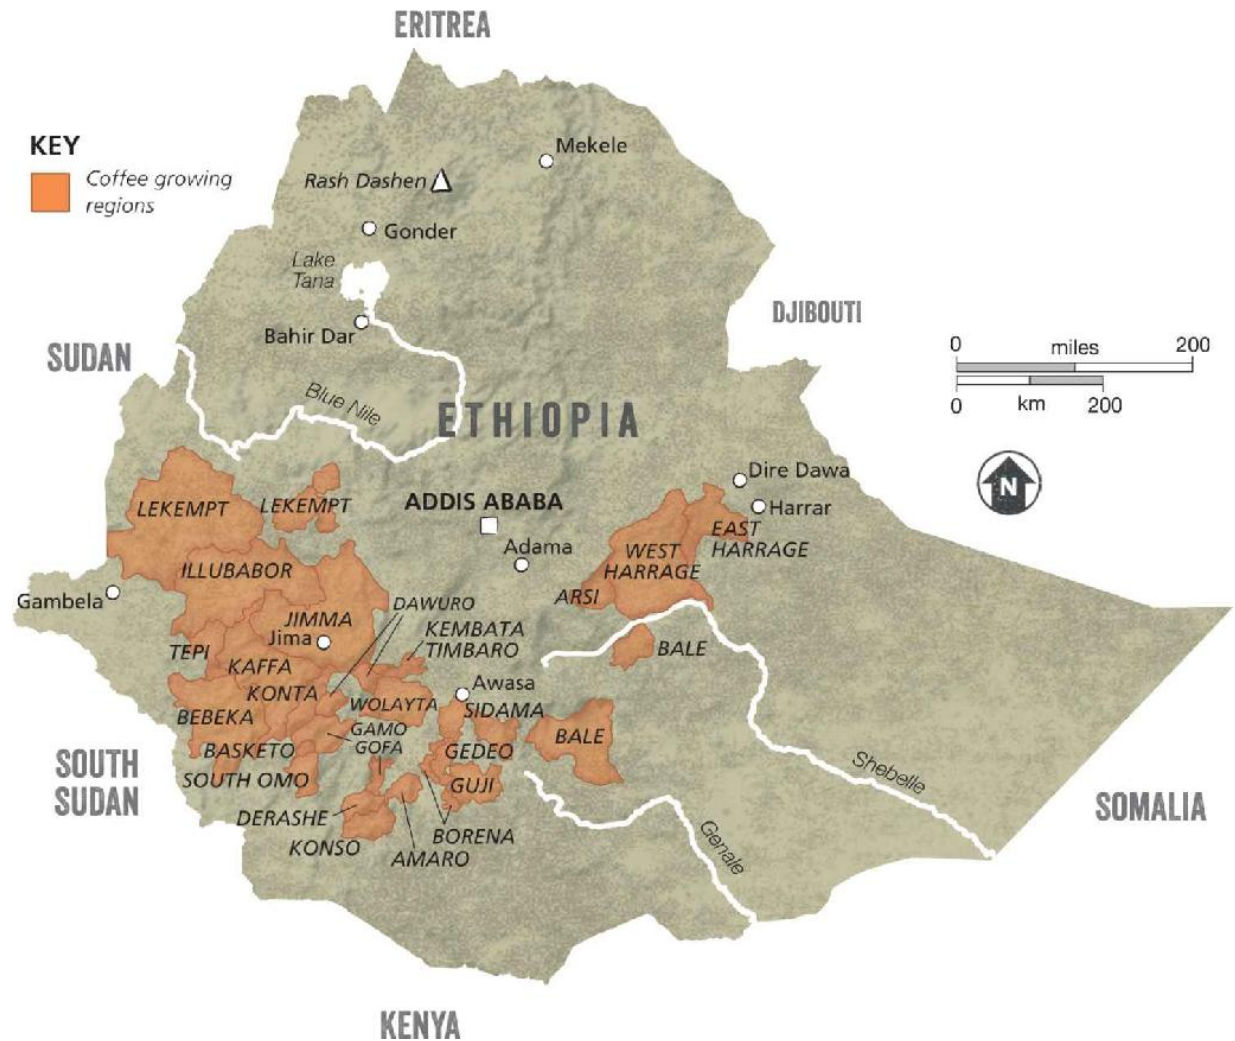 ERITREA
KEY
Coffee growing
regions
Mekele
Rash Dashen
Gonder
Lake
Tana
DJIBOUTI
Bahir Dar
SUDAN
0 miles 200
0 km 200
Blue Nile
ETHIOPIA
N
Dire Dawa
LEKEMPT
LEKEMPT
ADDIS ABABA
Harrar
EAST
HARRAGE
Adama
WEST
HARRAGE
ILLUBABOR
ARSI
Gambela
DAWURO
JIMMA
Jima
KEMBATA
TIMBARO
TEPI
BALE
KAFFA
KONTA
Awasa
WOLAYTA
SIDAMA
BEBEKA
GAMO
GOFA
BALE
BASKETO
GEDEO
SOUTH
SUDAN
SOUTH OMO
GUJI
Shebelle
SOMALIA
DERASHE
BORENA
KONSO
AMARO
Genale
KENYA